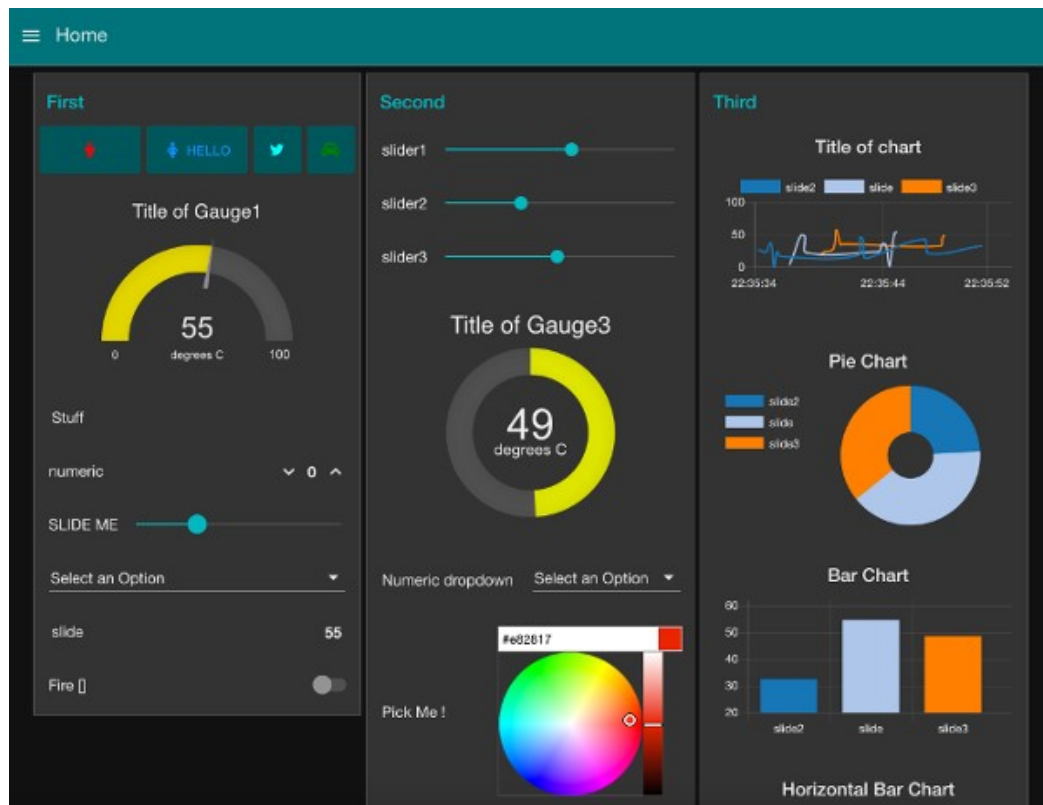 Home
First
HELLO
Title of Gauge1
55
degrees C
0
100
Stuff
numeric
0
SLIDE ME
Select an Option
slide
55
Fire []
Second
slider1
slider2
slider3
Title of Gauge3
49
degrees C
Numeric dropdown Select an Option
#e82817
Pick Me !
Third
Title of chart
slide2 slide slide3
100
50
0
22:35:34 22:35:44 22:35:52
Pie Chart
slide2
slide
slide3
Bar Chart
60
50
40
30
20
slide2 slide slide3
Horizontal Bar Chart